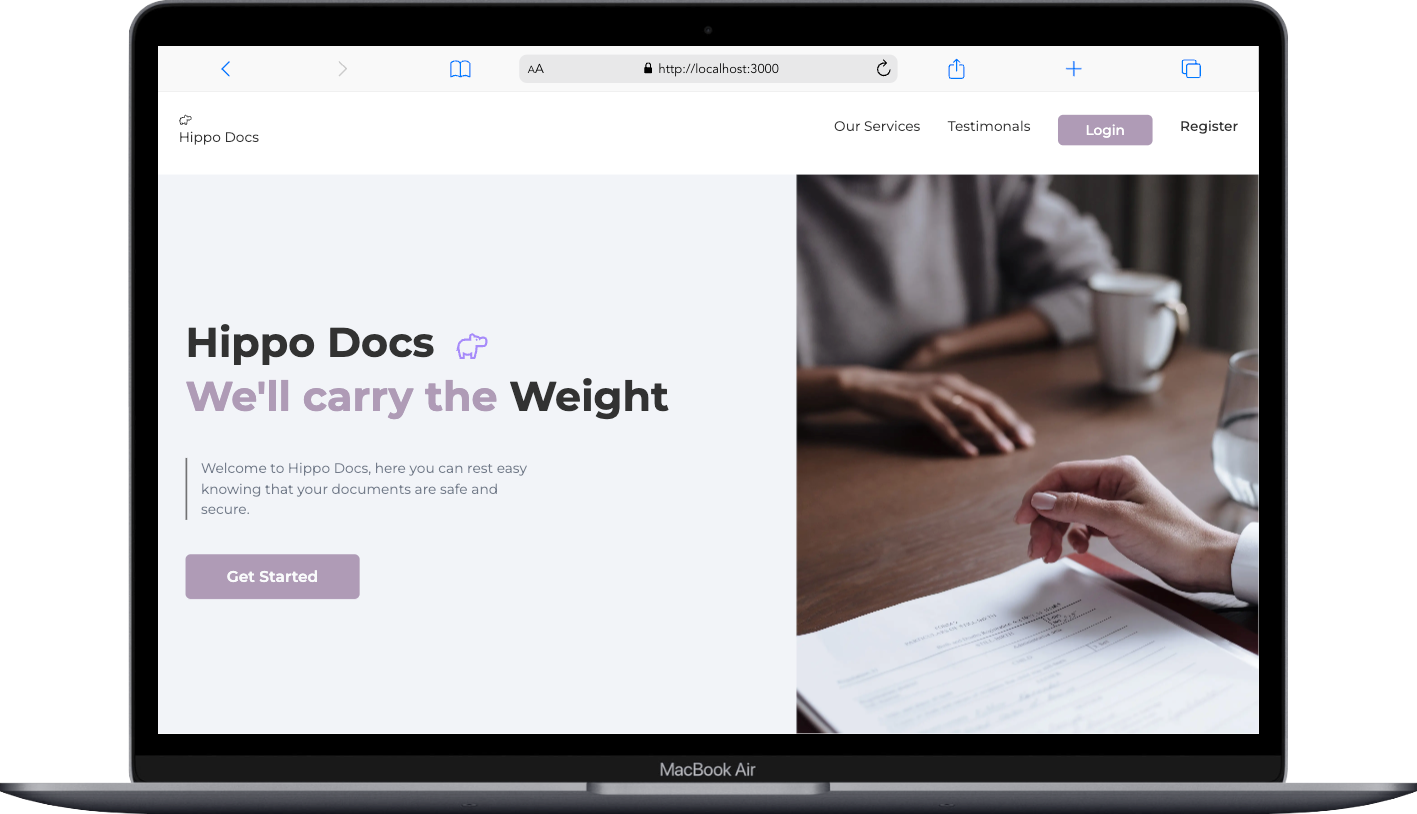 AA
http://localhost:3000
Hippo Docs
Our Services
Testimonals
Login
Register
Hippo Docs
We'll carry the Weight
Welcome to Hippo Docs, here you can rest easy
knowing that your documents are safe and
secure.
Get Started
MacBook Air